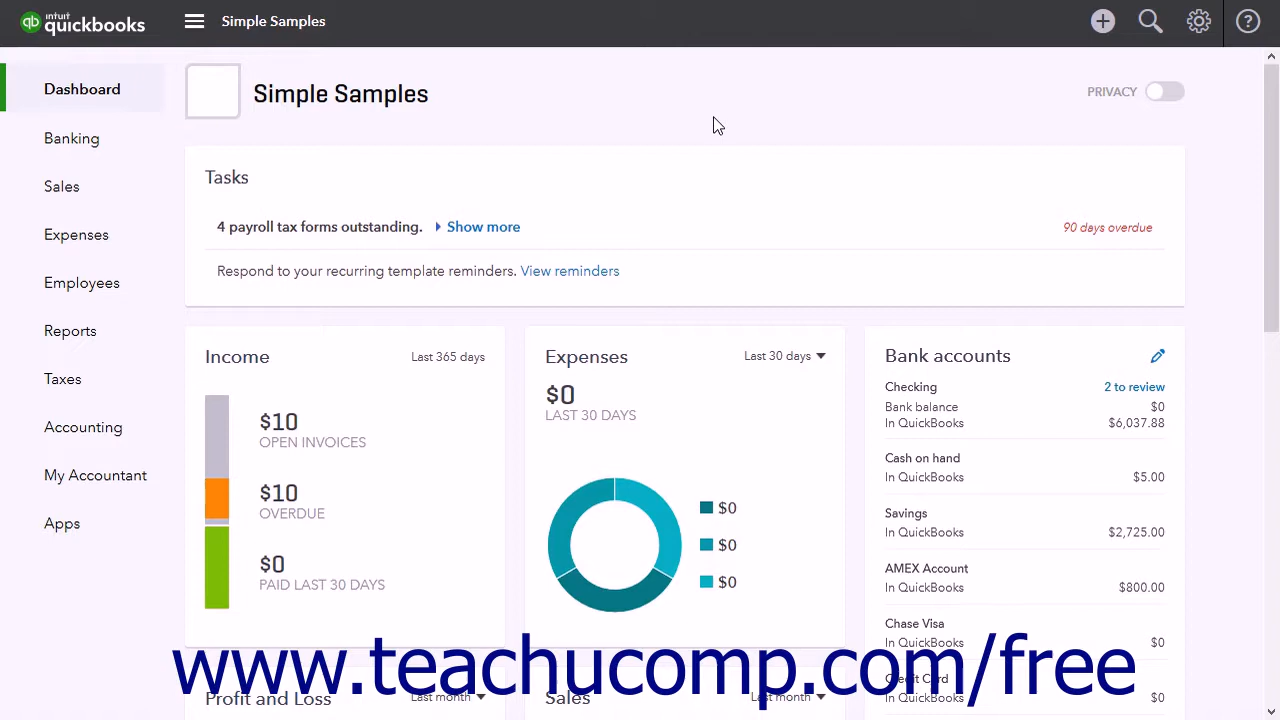 intuit
quickbooks
Simple Samples
Dashboard
Banking
Sales
Expenses
Employees
Reports
Taxes
Accounting
My Accountant
Apps
Simple Samples
PRIVACY
Tasks
4 payroll tax forms outstanding. Show more 90 days overdue
Respond to your recurring template reminders. View reminders
Income Last 365 days
$10
OPEN INVOICES
$10
OVERDUE
$0
PAID LAST 30 DAYS
Expenses Last 30 days
$0
LAST 30 DAYS
$0
$0
$0
Bank accounts
Checking 2 to review
Bank balance $0
In QuickBooks $6,037.88
Cash on hand
In QuickBooks $5.00
Savings
In QuickBooks $2,725.00
AMEX Account
In QuickBooks $800.00
Chase Visa
In QuickBooks $0
Credit Card
In QuickBooks $0
Profit and Loss Last month
Sales Last month
www.teachucomp.com/free